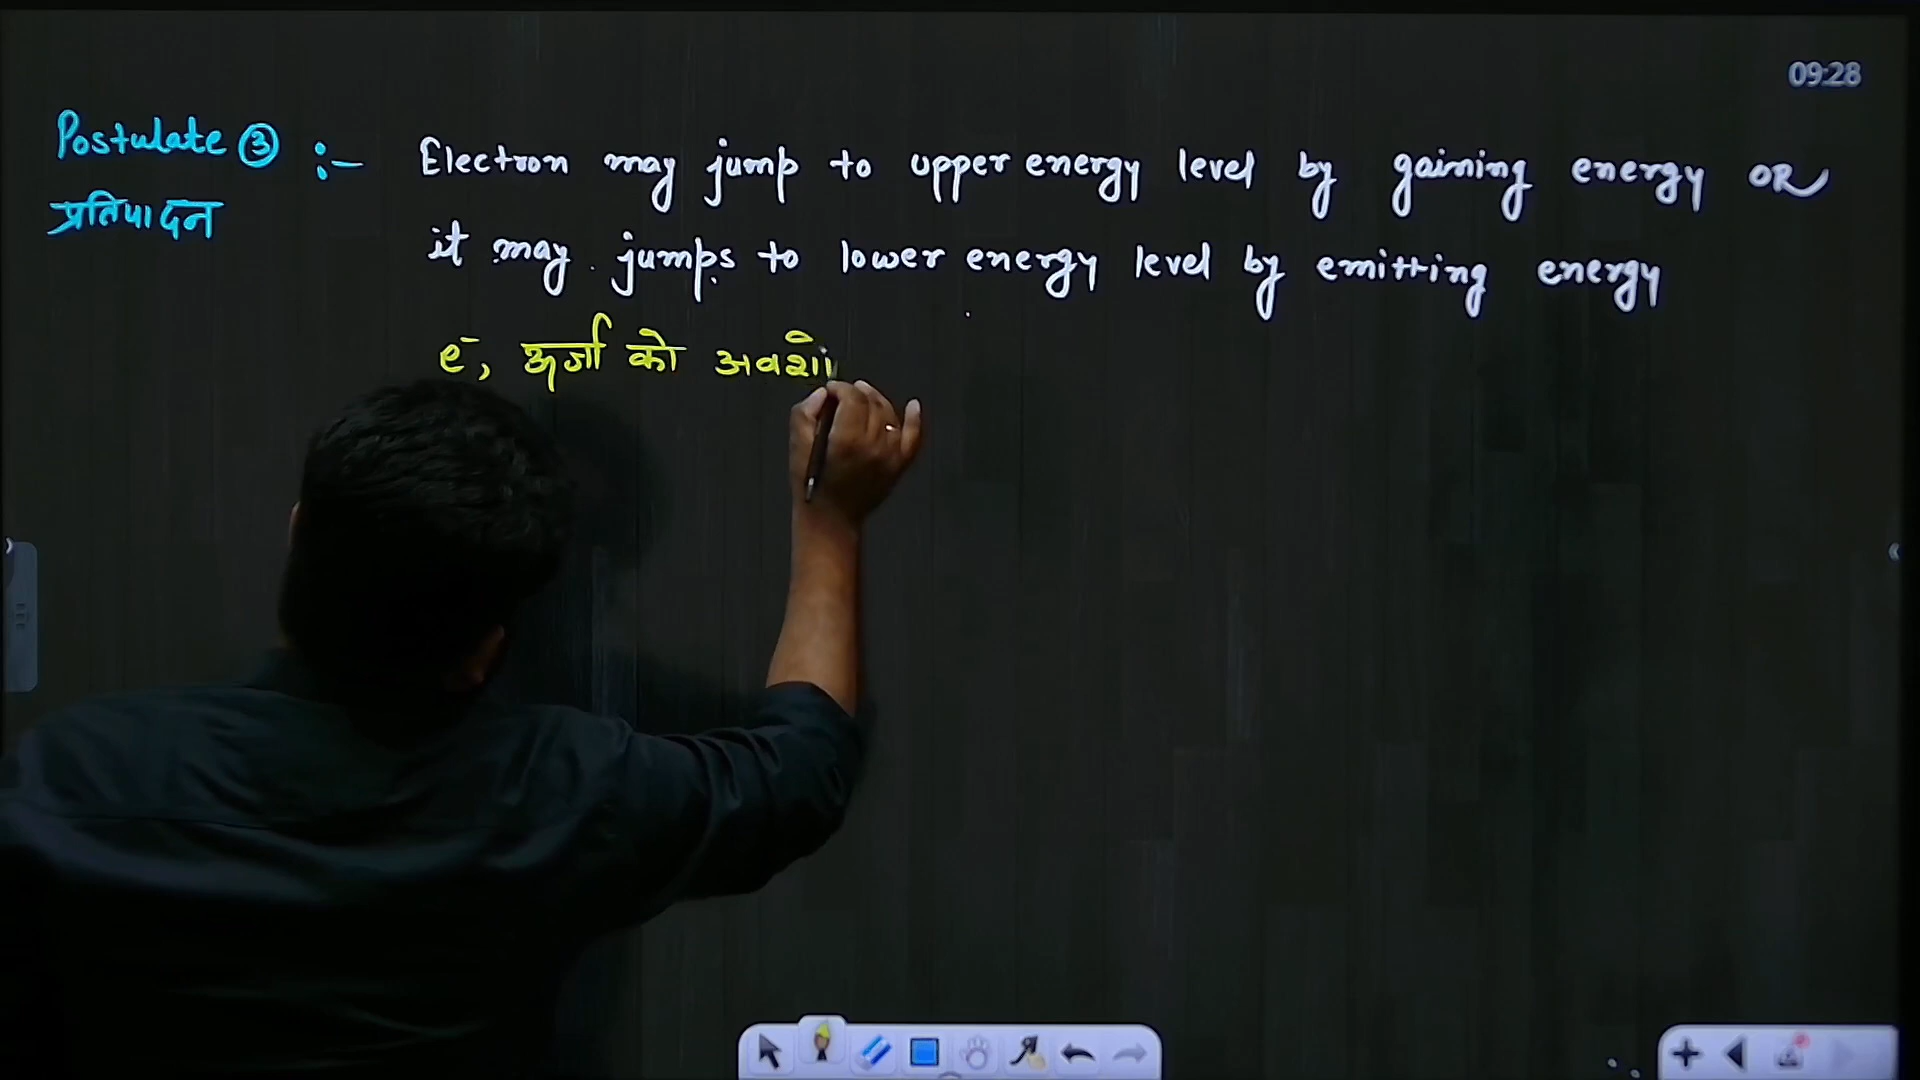 09:28
Postulate ③ :- Electron may jump to upper energy level by gaining energy OR
प्रतिपादन
it may jumps to lower energy level by emitting energy
e⁻, ऊर्जा को